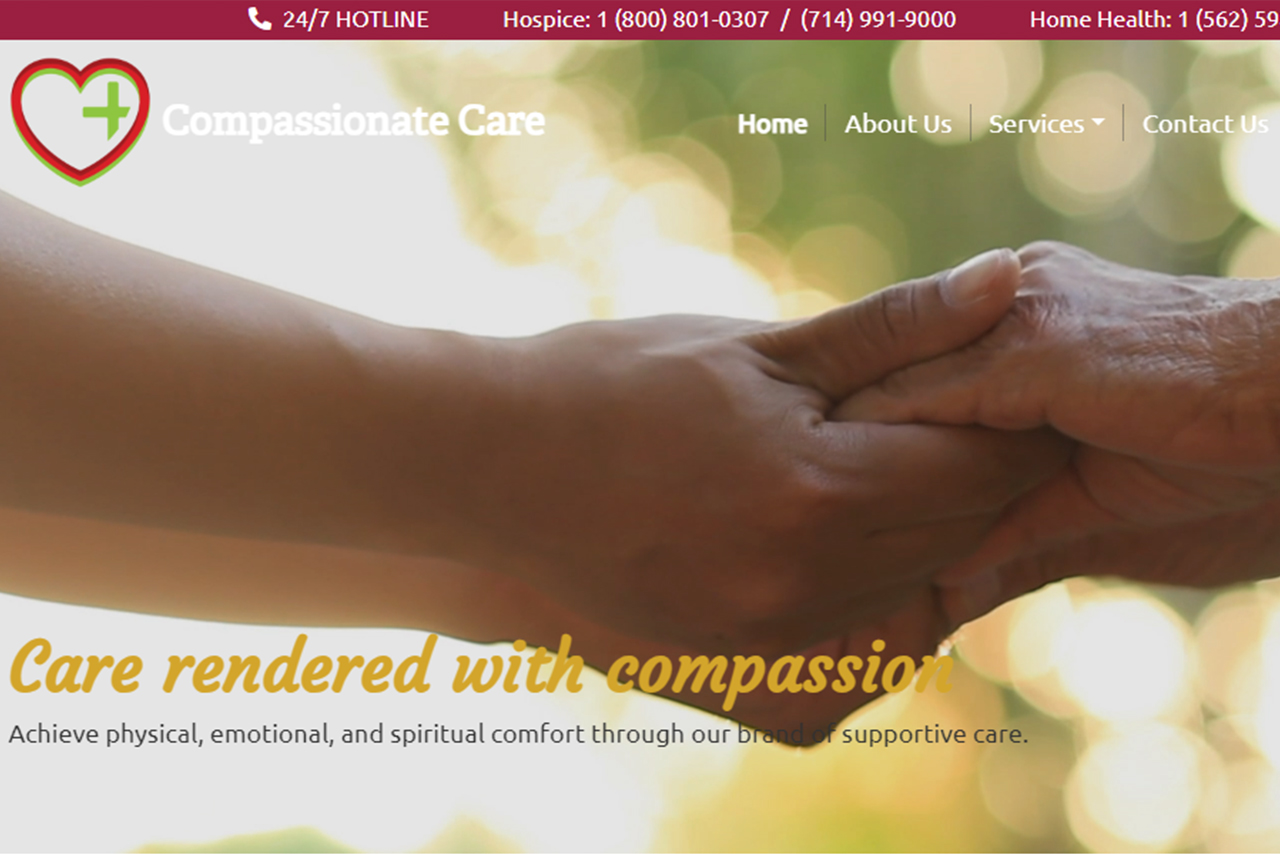 24/7 HOTLINE Hospice: 1 (800) 801-0307 / (714) 991-9000 Home Health: 1 (562) 59
Compassionate Care
Home About Us Services Contact Us
Care rendered with compassion
Achieve physical, emotional, and spiritual comfort through our brand of supportive care.